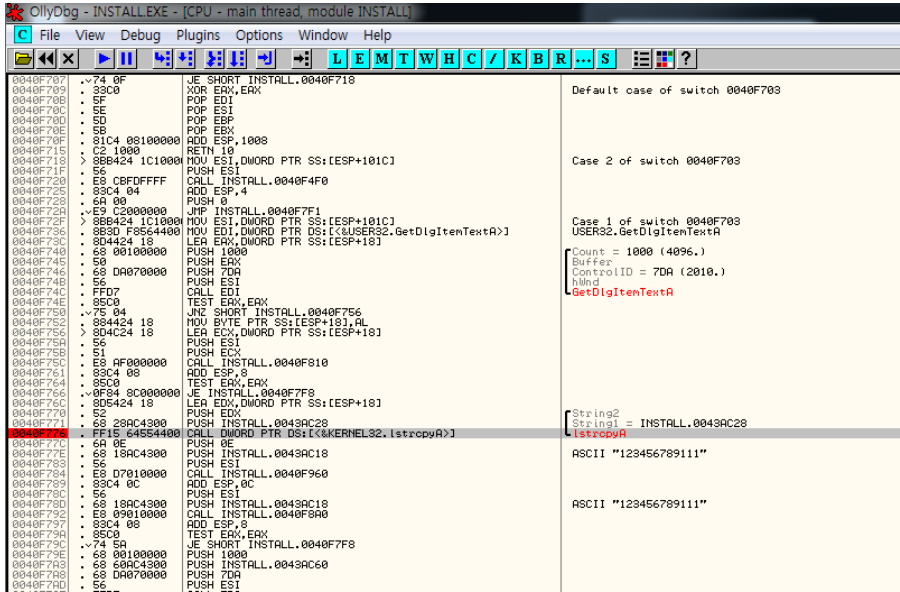 OllyDbg - INSTALL.EXE - [CPU - main thread, module INSTALL]
C File View Debug Plugins Options Window Help
L E M T W H C / K B R ... S ?
0040F707 .v74 0F JE SHORT INSTALL.0040F718
0040F709 . 33C0 XOR EAX,EAX Default case of switch 0040F703
0040F70B . 5F POP EDI
0040F70C . 5E POP ESI
0040F70D . 5D POP EBP
0040F70E . 5B POP EBX
0040F70F . 81C4 08100000 ADD ESP,1008
0040F715 . C2 1000 RETN 10
0040F718 > 8BB424 1C1000 MOV ESI,DWORD PTR SS:[ESP+101C] Case 2 of switch 0040F703
0040F71F . 56 PUSH ESI
0040F720 . E8 CBFDFFFF CALL INSTALL.0040F4F0
0040F725 . 83C4 04 ADD ESP,4
0040F728 . 6A 00 PUSH 0
0040F72A .vE9 C2000000 JMP INSTALL.0040F7F1
0040F72F > 8BB424 1C1000 MOV ESI,DWORD PTR SS:[ESP+101C] Case 1 of switch 0040F703
0040F736 . 8B3D F8564400 MOV EDI,DWORD PTR DS:[<&USER32.GetDlgItemTextA>] USER32.GetDlgItemTextA
0040F73C . 8D4424 18 LEA EAX,DWORD PTR SS:[ESP+18]
0040F740 . 68 00100000 PUSH 1000 Count = 1000 (4096.)
0040F745 . 50 PUSH EAX Buffer
0040F746 . 68 DA070000 PUSH 7DA ControlID = 7DA (2010.)
0040F74B . 56 PUSH ESI hWnd
0040F74C . FFD7 CALL EDI GetDlgItemTextA
0040F74E . 85C0 TEST EAX,EAX
0040F750 .v75 04 JNZ SHORT INSTALL.0040F756
0040F752 . 884424 18 MOV BYTE PTR SS:[ESP+18],AL
0040F756 > 8D4C24 18 LEA ECX,DWORD PTR SS:[ESP+18]
0040F75A . 56 PUSH ESI
0040F75B . 51 PUSH ECX
0040F75C . E8 AF000000 CALL INSTALL.0040F810
0040F761 . 83C4 08 ADD ESP,8
0040F764 . 85C0 TEST EAX,EAX
0040F766 .v0F84 8C000000 JE INSTALL.0040F7F8
0040F76C . 8D5424 18 LEA EDX,DWORD PTR SS:[ESP+18]
0040F770 . 52 PUSH EDX String2
0040F771 . 68 28AC4300 PUSH INSTALL.0043AC28 String1 = INSTALL.0043AC28
0040F776 . FF15 64554400 CALL DWORD PTR DS:[<&KERNEL32.lstrcpyA>] lstrcpyA
0040F77C . 6A 0E PUSH 0E
0040F77E . 68 18AC4300 PUSH INSTALL.0043AC18 ASCII "123456789111"
0040F783 . 56 PUSH ESI
0040F784 . E8 D7010000 CALL INSTALL.0040F960
0040F789 . 83C4 0C ADD ESP,0C
0040F78C . 56 PUSH ESI
0040F78D . 68 18AC4300 PUSH INSTALL.0043AC18 ASCII "123456789111"
0040F792 . E8 09010000 CALL INSTALL.0040F8A0
0040F797 . 83C4 08 ADD ESP,8
0040F79A . 85C0 TEST EAX,EAX
0040F79C .v74 5A JE SHORT INSTALL.0040F7F8
0040F79E . 68 00100000 PUSH 1000
0040F7A3 . 68 60AC4300 PUSH INSTALL.0043AC60
0040F7A8 . 68 DA070000 PUSH 7DA
0040F7AD . 56 PUSH ESI